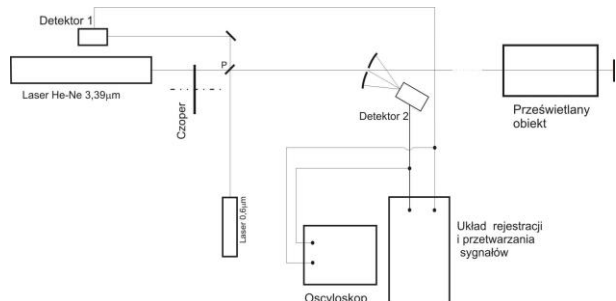 Detektor 1
P
Laser He-Ne 3,39μm
Czoper
Detektor 2
Prześwietlany
obiekt
Laser 0,6μm
Układ rejestracji
i przetwarzania
sygnałów
Oscyloskop